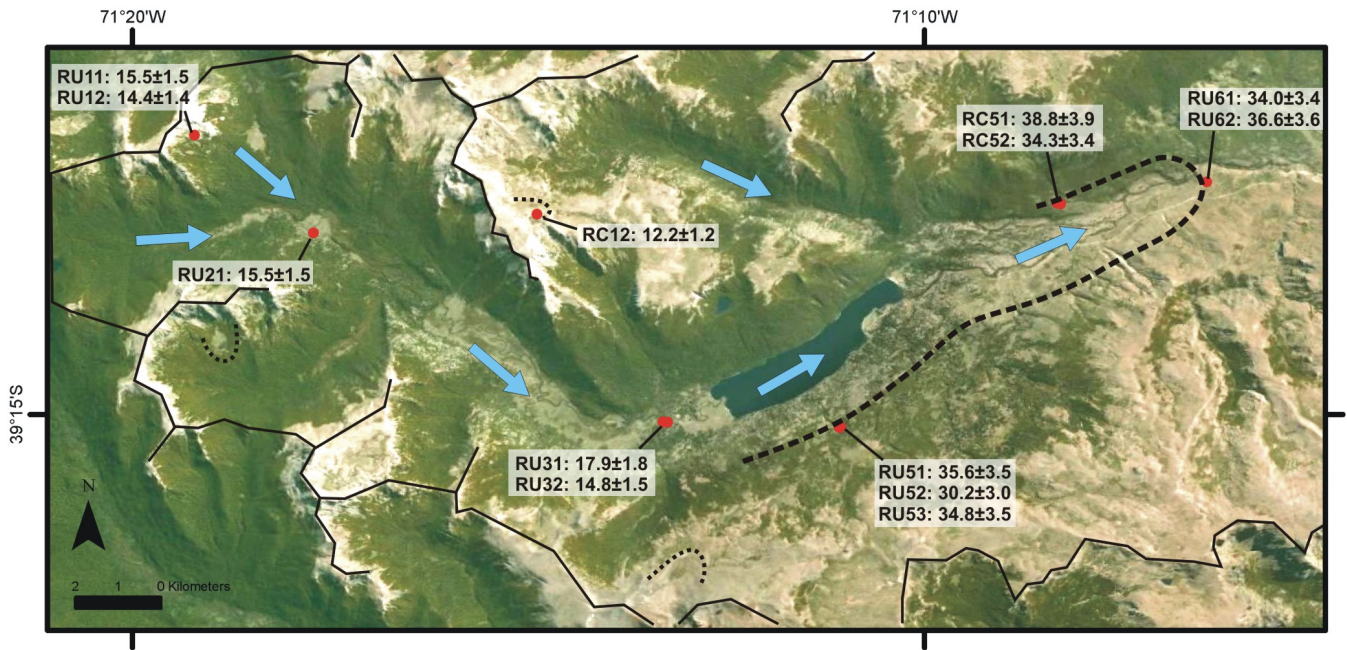 71°20'W
71°10'W
RU11: 15.5±1.5
RU12: 14.4±1.4
RC51: 38.8±3.9
RC52: 34.3±3.4
RU61: 34.0±3.4
RU62: 36.6±3.6
RC12: 12.2±1.2
RU21: 15.5±1.5
39°15'S
RU31: 17.9±1.8
RU32: 14.8±1.5
RU51: 35.6±3.5
RU52: 30.2±3.0
RU53: 34.8±3.5
N
2 1 0 Kilometers